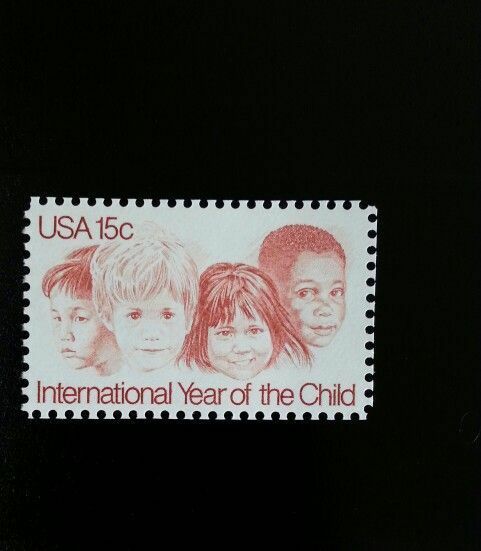 USA 15c
International Year of the Child